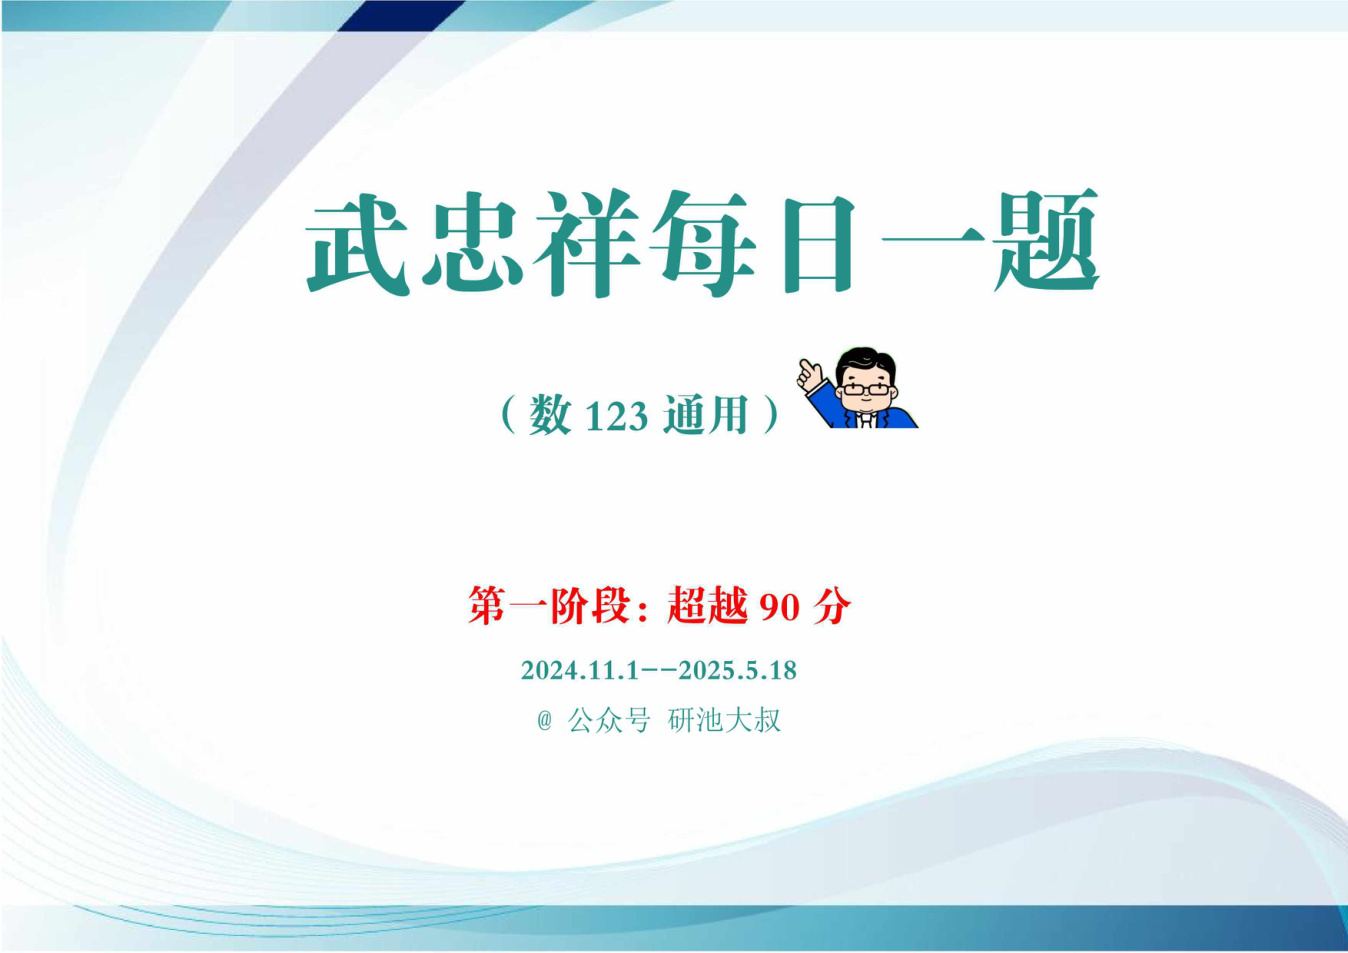 武忠祥每日一题
（数 123 通用）
第一阶段：超越 90 分
2024.11.1--2025.5.18
@ 公众号 研池大叔